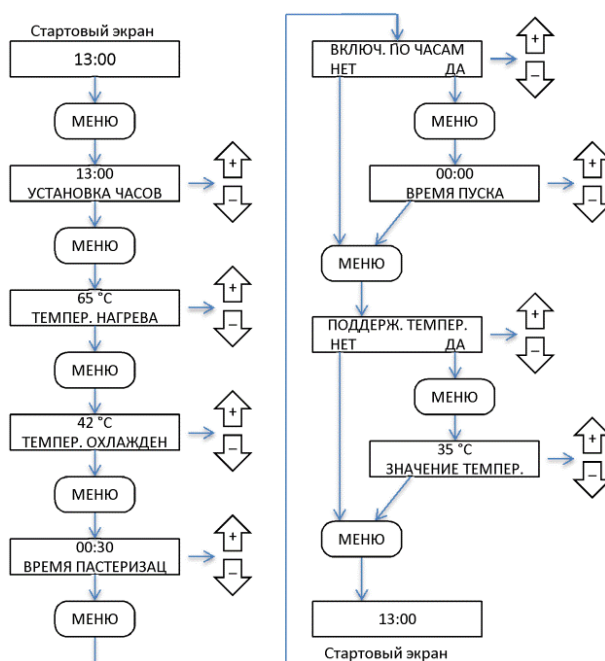 Стартовый экран
13:00
МЕНЮ
13:00
УСТАНОВКА ЧАСОВ
+
–
МЕНЮ
65 °C
ТЕМПЕР. НАГРЕВА
+
–
МЕНЮ
42 °C
ТЕМПЕР. ОХЛАЖДЕН
+
–
МЕНЮ
00:30
ВРЕМЯ ПАСТЕРИЗАЦ
+
–
МЕНЮ
ВКЛЮЧ. ПО ЧАСАМ
НЕТ ДА
+
–
МЕНЮ
00:00
ВРЕМЯ ПУСКА
+
–
МЕНЮ
ПОДДЕРЖ. ТЕМПЕР.
НЕТ ДА
+
–
МЕНЮ
35 °C
ЗНАЧЕНИЕ ТЕМПЕР.
+
–
МЕНЮ
13:00
Стартовый экран